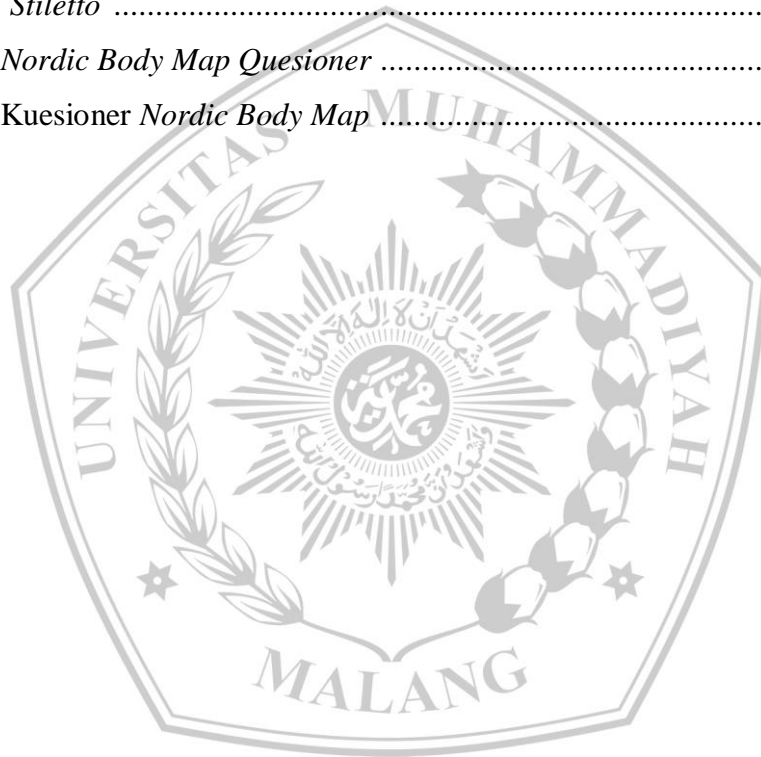 Stiletto ....................................................................................
Nordic Body Map Quesioner ..............................................
Kuesioner Nordic Body Map ..............................................
UNIVERSITAS MUHAMMADIYAH
MALANG